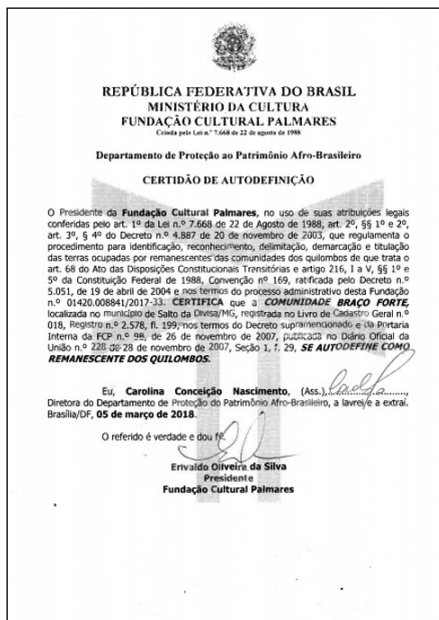 REPÚBLICA FEDERATIVA DO BRASIL
MINISTÉRIO DA CULTURA
FUNDAÇÃO CULTURAL PALMARES
Criada pela Lei n.º 7.668 de 22 de agosto de 1988
Departamento de Proteção ao Patrimônio Afro-Brasileiro
CERTIDÃO DE AUTODEFINIÇÃO
O Presidente da Fundação Cultural Palmares, no uso de suas atribuições legais
conferidas pelo art. 1º da Lei n.º 7.668 de 22 de Agosto de 1988, art. 2º, §§ 1º e 2º,
art. 3º, § 4º do Decreto n.º 4.887 de 20 de novembro de 2003, que regulamenta o
procedimento para identificação, reconhecimento, delimitação, demarcação e titulação
das terras ocupadas por remanescentes das comunidades dos quilombos de que trata o
art. 68 do Ato das Disposições Constitucionais Transitórias e artigo 216, I a V, §§ 1º e
5º da Constituição Federal de 1988, Convenção nº 169, ratificada pelo Decreto n.º
5.051, de 19 de abril de 2004 e nos termos do processo administrativo desta Fundação
n.º 01420.008841/2017-33. CERTIFICA que a COMUNIDADE BRAÇO FORTE,
localizada no município de Salto da Divisa/MG, registrada no Livro de Cadastro Geral n.º
018, Registro n.º 2.578, fl. 199, nos termos do Decreto supramencionado e da Portaria
Interna da FCP n.º 98, de 26 de novembro de 2007, publicada no Diário Oficial da
União n.º 228 de 28 de novembro de 2007, Seção 1, f. 29, SE AUTODEFINE COMO
REMANESCENTE DOS QUILOMBOS.
Eu, Carolina Conceição Nascimento, (Ass.)
Diretora do Departamento de Proteção do Patrimônio Afro-Brasileiro, a lavrei e a extraí.
Brasília/DF, 05 de março de 2018.
O referido é verdade e dou fé.
Erivaldo Oliveira da Silva
Presidente
Fundação Cultural Palmares